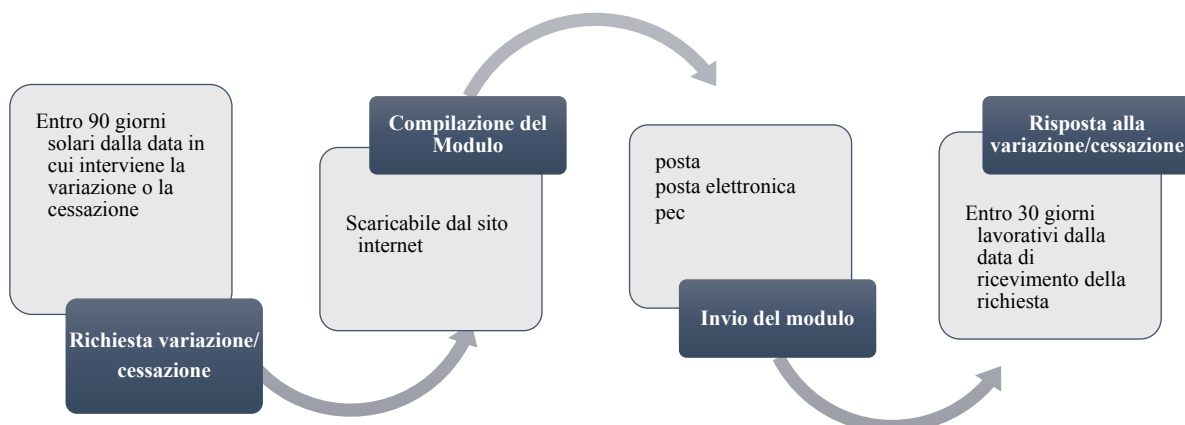 Entro 90 giorni
solari dalla data in
cui interviene la
variazione o la
cessazione
Richiesta variazione/
cessazione
Compilazione del
Modulo
Scaricabile dal sito
internet
posta
posta elettronica
pec
Invio del modulo
Risposta alla
variazione/cessazione
Entro 30 giorni
lavorativi dalla
data di
ricevimento della
richiesta